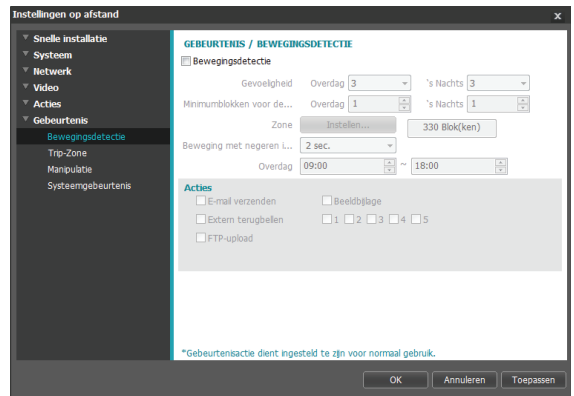 Instellingen op afstand x
Snelle installatie
Systeem
Netwerk
Video
Acties
Gebeurtenis
Bewegingsdetectie
Trip-Zone
Manipulatie
Systeemgebeurtenis
GEBEURTENIS / BEWEGINGSDETECTIE
Bewegingsdetectie
Gevoeligheid Overdag 3 's Nachts 3
Minimumblokken voor de... Overdag 1 's Nachts 1
Zone Instellen... 330 Blok(ken)
Beweging met negeren i... 2 sec.
Overdag 09:00 ~ 18:00
Acties
E-mail verzenden Beeldbijlage
Extern terugbellen 1 2 3 4 5
FTP-upload
*Gebeurtenisactie dient ingesteld te zijn voor normaal gebruik.
OK Annuleren Toepassen